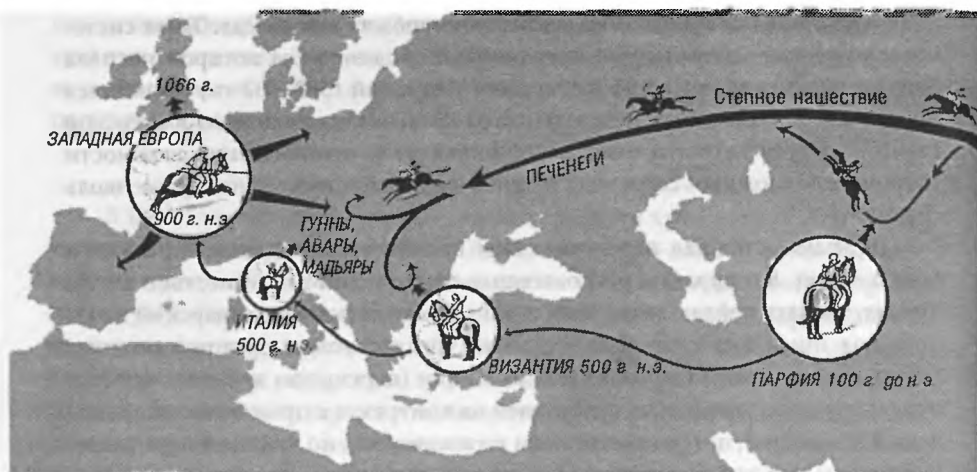 1066 г.
ЗАПАДНАЯ ЕВРОПА
900 г. н.э.
Степное нашествие
ПЕЧЕНЕГИ
ГУННЫ,
АВАРЫ,
МАДЬЯРЫ
ИТАЛИЯ
500 г. н.э.
ВИЗАНТИЯ 500 г. н.э.
ПАРФИЯ 100 г. до н.э.